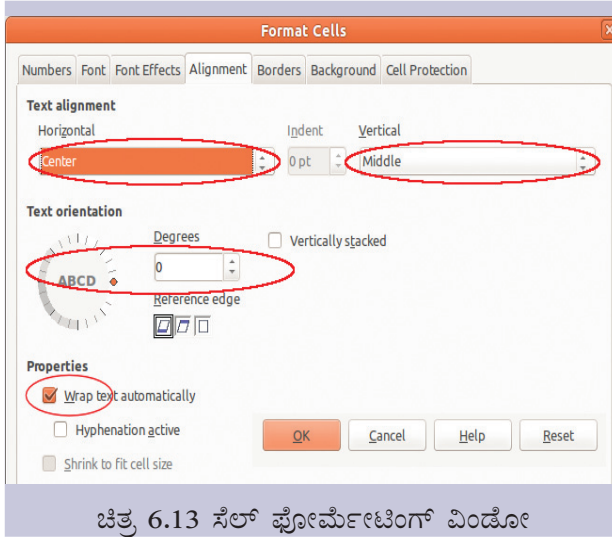 Format Cells
Numbers Font Font Effects Alignment Borders Background Cell Protection
Text alignment
Horizontal Indent Vertical
Center 0 pt Middle
Text orientation
Degrees Vertically stacked
0
ABCD
Reference edge
Properties
Wrap text automatically
Hyphenation active
OK Cancel Help Reset
Shrink to fit cell size
ಚಿತ್ರ 6.13 ಸೆಲ್ ಫೋರ್ಮೇಟಿಂಗ್ ವಿಂಡೋ